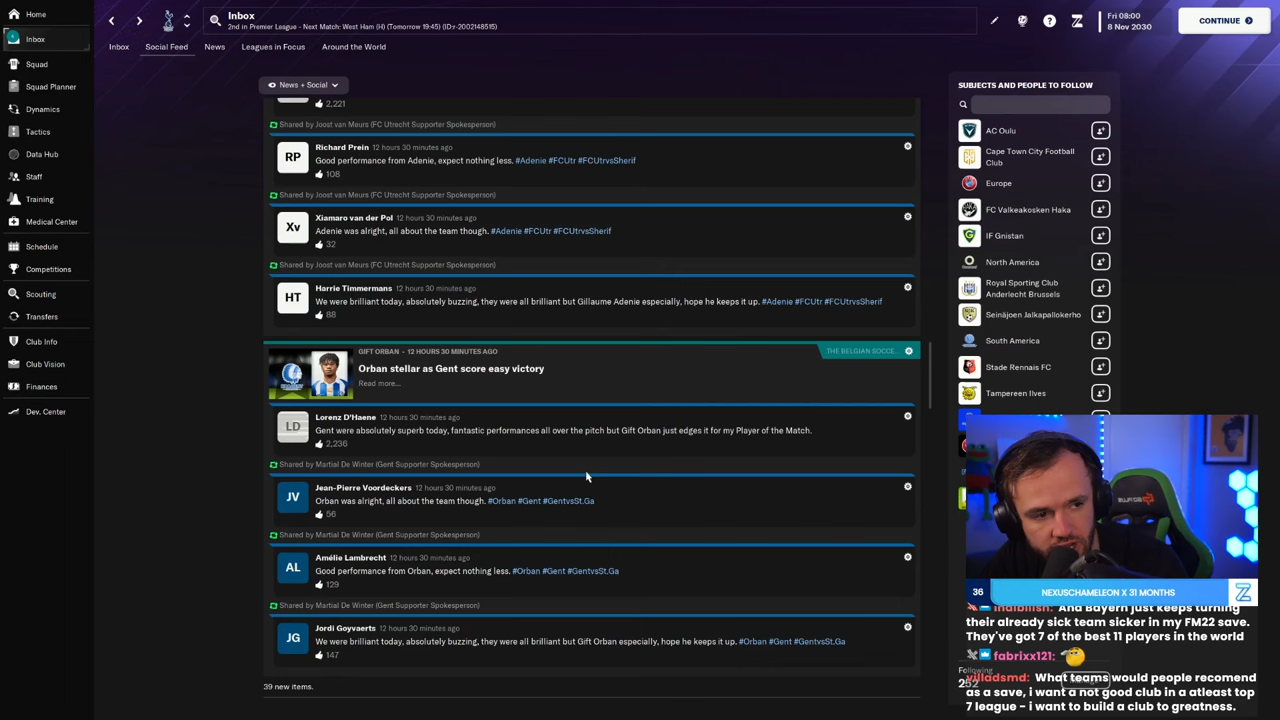 Home
Inbox
Squad
Squad Planner
Dynamics
Tactics
Data Hub
Staff
Training
Medical Center
Schedule
Competitions
Scouting
Transfers
Club Info
Club Vision
Finances
Dev. Center
Inbox
2nd in Premier League - Next Match: West Ham (H) (Tomorrow 19:45) (ID:r-2002148515)
Fri 08:00
8 Nov 2030
CONTINUE
Inbox
Social Feed
News
Leagues in Focus
Around the World
News + Social
2,221
Shared by Joost van Meurs (FC Utrecht Supporter Spokesperson)
RP
Richard Prein 12 hours 30 minutes ago
Good performance from Adenie, expect nothing less. #Adenie #FCUtr #FCUtrvsSherif
108
Shared by Joost van Meurs (FC Utrecht Supporter Spokesperson)
Xv
Xiamaro van der Pol 12 hours 30 minutes ago
Adenie was alright, all about the team though. #Adenie #FCUtr #FCUtrvsSherif
32
Shared by Joost van Meurs (FC Utrecht Supporter Spokesperson)
HT
Harrie Timmermans 12 hours 30 minutes ago
We were brilliant today, absolutely buzzing, they were all brilliant but Gillaume Adenie especially, hope he keeps it up. #Adenie #FCUtr #FCUtrvsSherif
88
GIFT ORBAN - 12 HOURS 30 MINUTES AGO
THE BELGIAN SOCCE...
Orban stellar as Gent score easy victory
Read more...
LD
Lorenz D'Haene 12 hours 30 minutes ago
Gent were absolutely superb today, fantastic performances all over the pitch but Gift Orban just edges it for my Player of the Match.
2,236
Shared by Martial De Winter (Gent Supporter Spokesperson)
JV
Jean-Pierre Voordeckers 12 hours 30 minutes ago
Orban was alright, all about the team though. #Orban #Gent #GentvsSt.Ga
56
Shared by Martial De Winter (Gent Supporter Spokesperson)
AL
Amélie Lambrecht 12 hours 30 minutes ago
Good performance from Orban, expect nothing less. #Orban #Gent #GentvsSt.Ga
129
Shared by Martial De Winter (Gent Supporter Spokesperson)
JG
Jordi Goyvaerts 12 hours 30 minutes ago
We were brilliant today, absolutely buzzing, they were all brilliant but Gift Orban especially, hope he keeps it up. #Orban #Gent #GentvsSt.Ga
147
39 new items.
SUBJECTS AND PEOPLE TO FOLLOW
AC Oulu
Cape Town City Football
Club
Europe
FC Valkeakosken Haka
IF Gnistan
North America
Royal Sporting Club
Anderlecht Brussels
Seinäjoen Jalkapallokerho
South America
Stade Rennais FC
Tampereen Ilves
36
NEXUSCHAMELEON X 31 MONTHS
And Bayern just keeps turning
their already sick team sicker in my FM22 save.
They've got 7 of the best 11 players in the world
fabrixx121:
Following
252
villadsmd: What teams would people recomend
as a save, i want a not good club in a atleast top
7 league - i want to build a club to greatness.